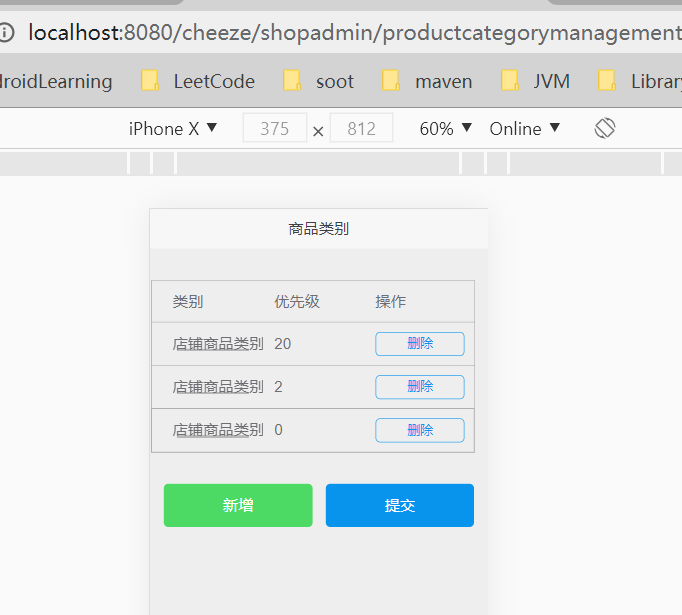 localhost:8080/cheeze/shopadmin/productcategorymanagement
droidLearning LeetCode soot maven JVM Library
iPhone X ▼ 375 × 812 60% ▼ Online ▼
商品类别
类别 优先级 操作
店铺商品类别 20 删除
店铺商品类别 2 删除
店铺商品类别 0 删除
新增 提交